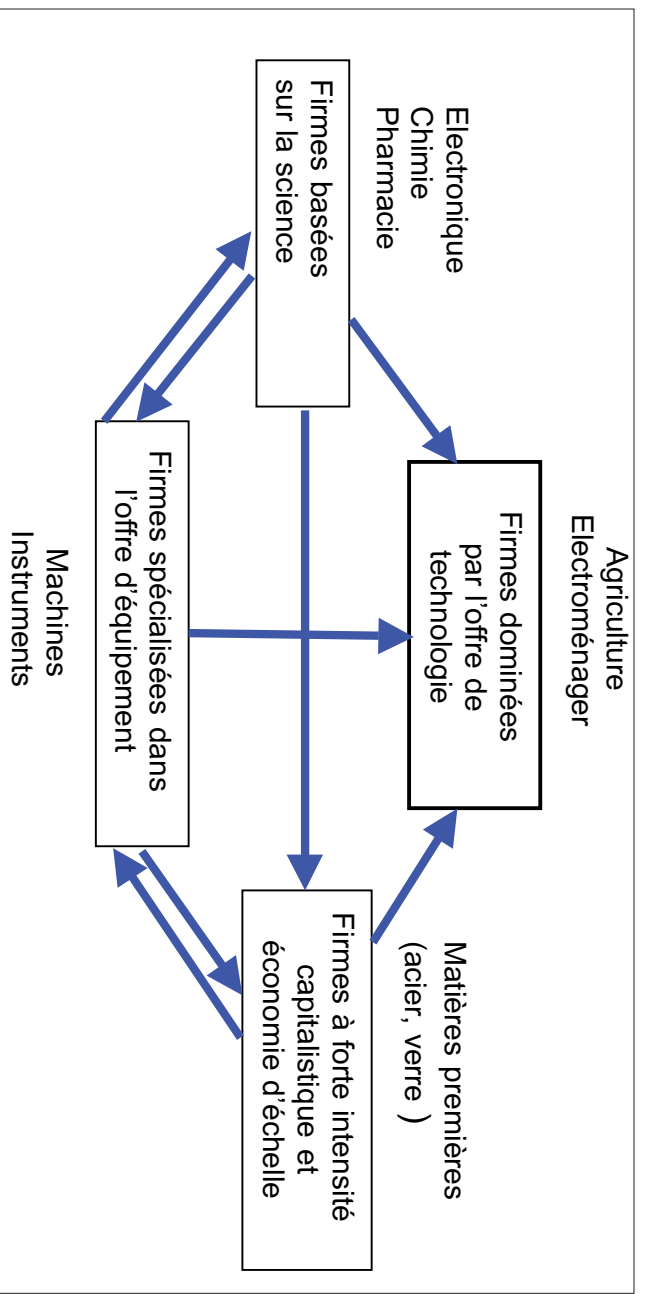 Agriculture
Electroménager
Firmes dominées
par l'offre de
technologie
Electronique
Chimie
Pharmacie
Firmes basées
sur la science
Matières premières
(acier, verre )
Firmes à forte intensité
capitalistique et
économie d'échelle
Firmes spécialisées dans
l'offre d'équipement
Machines
Instruments